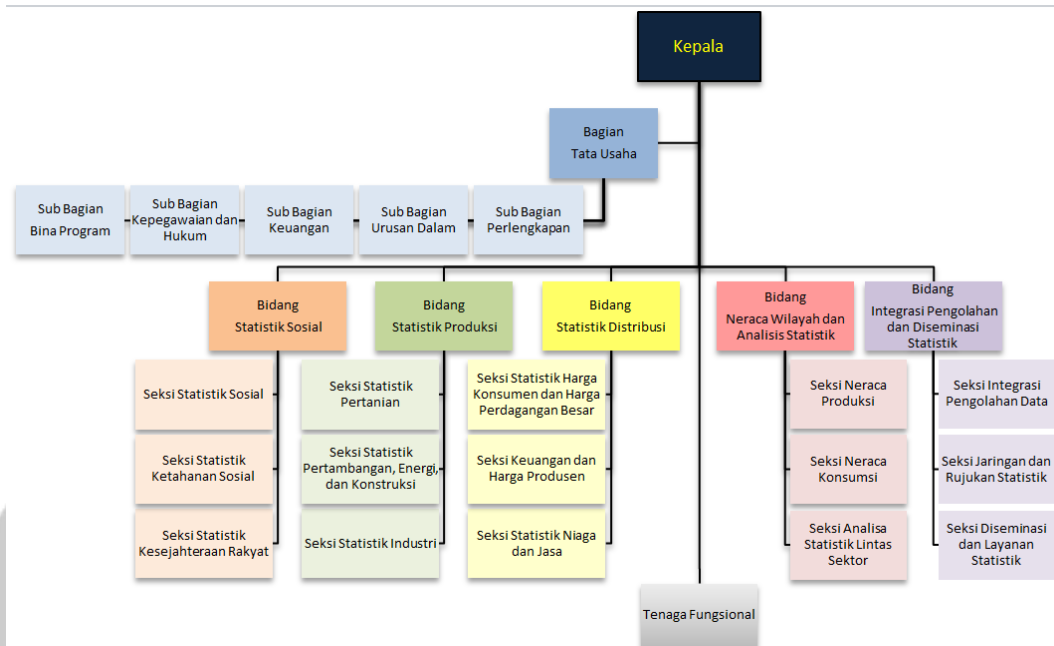 Kepala
Bagian
Tata Usaha
Sub Bagian
Bina Program
Sub Bagian
Kepegawaian dan
Hukum
Sub Bagian
Keuangan
Sub Bagian
Urusan Dalam
Sub Bagian
Perlengkapan
Bidang
Statistik Sosial
Bidang
Statistik Produksi
Bidang
Statistik Distribusi
Bidang
Neraca Wilayah dan
Analisis Statistik
Bidang
Integrasi Pengolahan
dan Diseminasi
Statistik
Seksi Statistik Sosial
Seksi Statistik
Ketahanan Sosial
Seksi Statistik
Kesejahteraan Rakyat
Seksi Statistik
Pertanian
Seksi Statistik
Pertambangan, Energi,
dan Konstruksi
Seksi Statistik Industri
Seksi Statistik Harga
Konsumen dan Harga
Perdagangan Besar
Seksi Keuangan dan
Harga Produsen
Seksi Statistik Niaga
dan Jasa
Seksi Neraca
Produksi
Seksi Neraca
Konsumsi
Seksi Analisa
Statistik Lintas
Sektor
Seksi Integrasi
Pengolahan Data
Seksi Jaringan dan
Rujukan Statistik
Seksi Diseminasi
dan Layanan
Statistik
Tenaga Fungsional